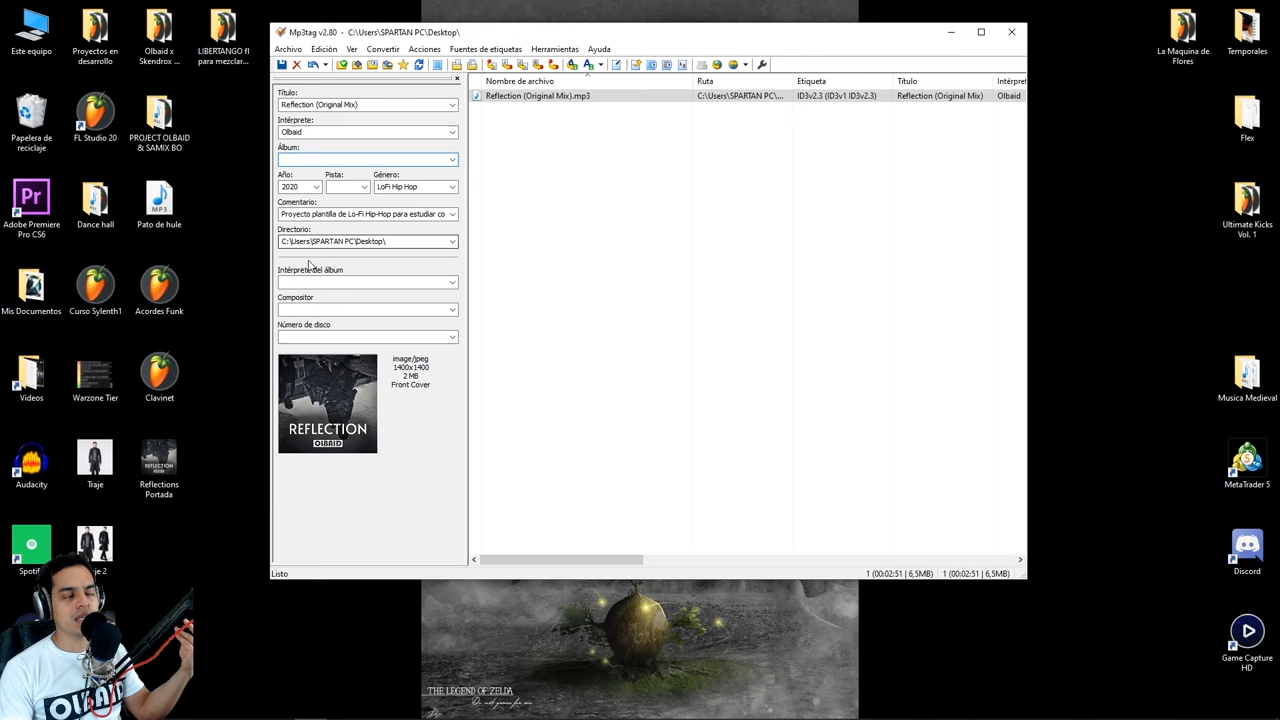 Mp3tag v2.80 - C:\Users\SPARTAN PC\Desktop\
Archivo Edición Ver Convertir Acciones Fuentes de etiquetas Herramientas Ayuda
Título:
Reflection (Original Mix)
Intérprete:
Olbaid
Álbum:
Año: Pista: Género:
2020 LoFi Hip Hop
Comentario:
Proyecto plantilla de Lo-Fi Hip-Hop para estudiar co
Directorio:
C:\Users\SPARTAN PC\Desktop\
Intérprete del álbum
Compositor
Número de disco
image/jpeg
1400x1400
2 MB
Front Cover
REFLECTION
OLBAID
Nombre de archivo Ruta Etiqueta Título Intérpret
Reflection (Original Mix).mp3 C:\Users\SPARTAN PC\... ID3v2.3 (ID3v1 ID3v2.3) Reflection (Original Mix) Olbaid
Listo
1 (00:02:51 | 6,5MB) 1 (00:02:51 | 6,5MB)
Este equipo
Proyectos en
desarrollo
Olbaid x
Skendrox ...
LIBERTANGO fl
para mezclar...
Papelera de
reciclaje
FL Studio 20
PROJECT OLBAID
& SAMIX BO
Pr
Adobe Premiere
Pro CS6
Dance hall
MP3
Pato de hule
Mis Documentos
Curso Sylenth1
Acordes Funk
Videos
Warzone Tier
Clavinet
Audacity
Traje
REFLECTION
Reflections
Portada
Spotif
je 2
OLBAID
La Maquina de
Flores
Temporales
Flex
Ultimate Kicks
Vol. 1
Musica Medieval
MetaTrader 5
Discord
Game Capture
HD
THE LEGEND OF ZELDA